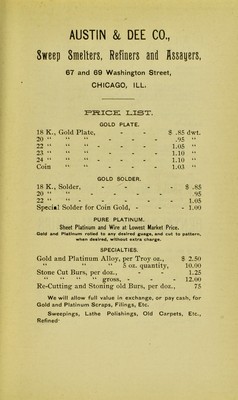 AUSTIN & DEE CO.,
Sweep Smelters, Refiners and Assayers,
67 and 69 Washington Street,
CHICAGO, ILL.
PRICE LIST.
GOLD PLATE.
18 K., Gold Plate, - - - $ .85 dwt.
20 " " " - - - .95 "
22 " " " - - - 1.05 "
23 " " " - - - 1.10 "
24 " " " - - - 1.10 "
Coin " " - - - 1.03 "
GOLD SOLDER.
18 K., Solder, - - - - - $ .85
20 " " - - - - - .95
22 " " - - - - - 1.05
Special Solder for Coin Gold, - - - 1.00
PURE PLATINUM.
Sheet Platinum and Wire at Lowest Market Price.
Gold and Platinum rolled to any desired guage, and cut to pattern,
when desired, without extra charge.
SPECIALTIES.
Gold and Platinum Alloy, per Troy oz., $ 2.50
" " " 5 oz. quantity, 10.00
Stone Cut Burs, per doz., - - 1.25
" " " " gross, - - 12.00
Re-Cutting and Stoning old Burs, per doz., 75
We will allow full value in exchange, or pay cash, for
Gold and Platinum Scraps, Filings, Etc.
Sweepings, Lathe Polishings, Old Carpets, Etc.,
Refined